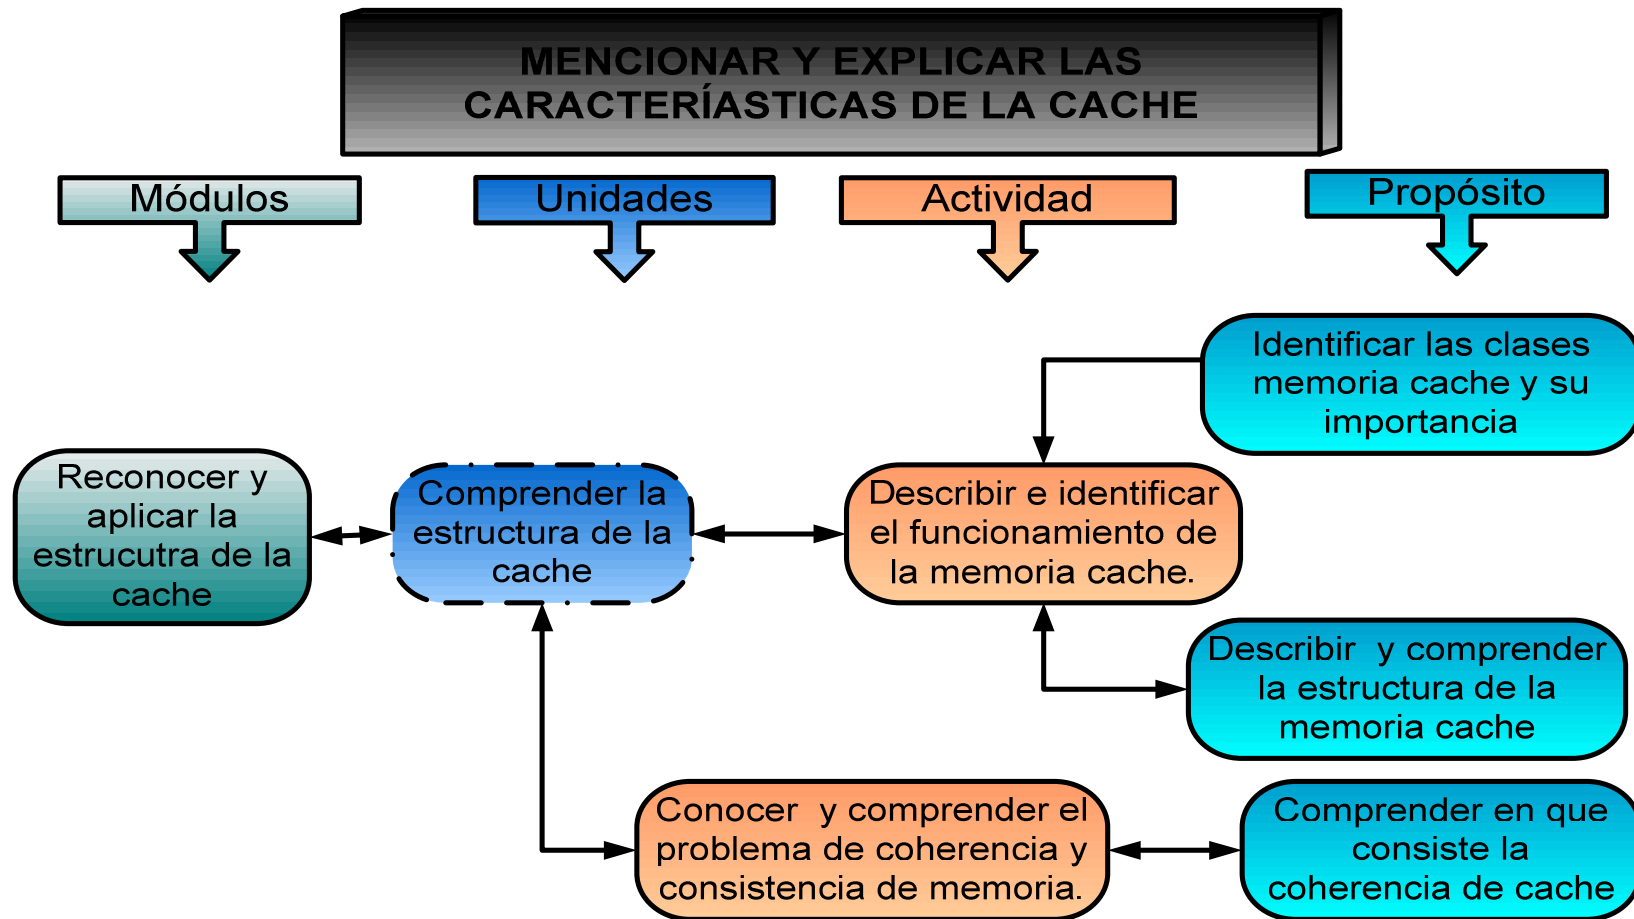 MENCIONAR Y EXPLICAR LAS
CARACTERÍASTICAS DE LA CACHE
Módulos
Unidades
Actividad
Propósito
Identificar las clases
memoria cache y su
importancia
Reconocer y
aplicar la
estrucutra de la
cache
Comprender la
estructura de la
cache
Describir e identificar
el funcionamiento de
la memoria cache.
Describir y comprender
la estructura de la
memoria cache
Conocer y comprender el
problema de coherencia y
consistencia de memoria.
Comprender en que
consiste la
coherencia de cache